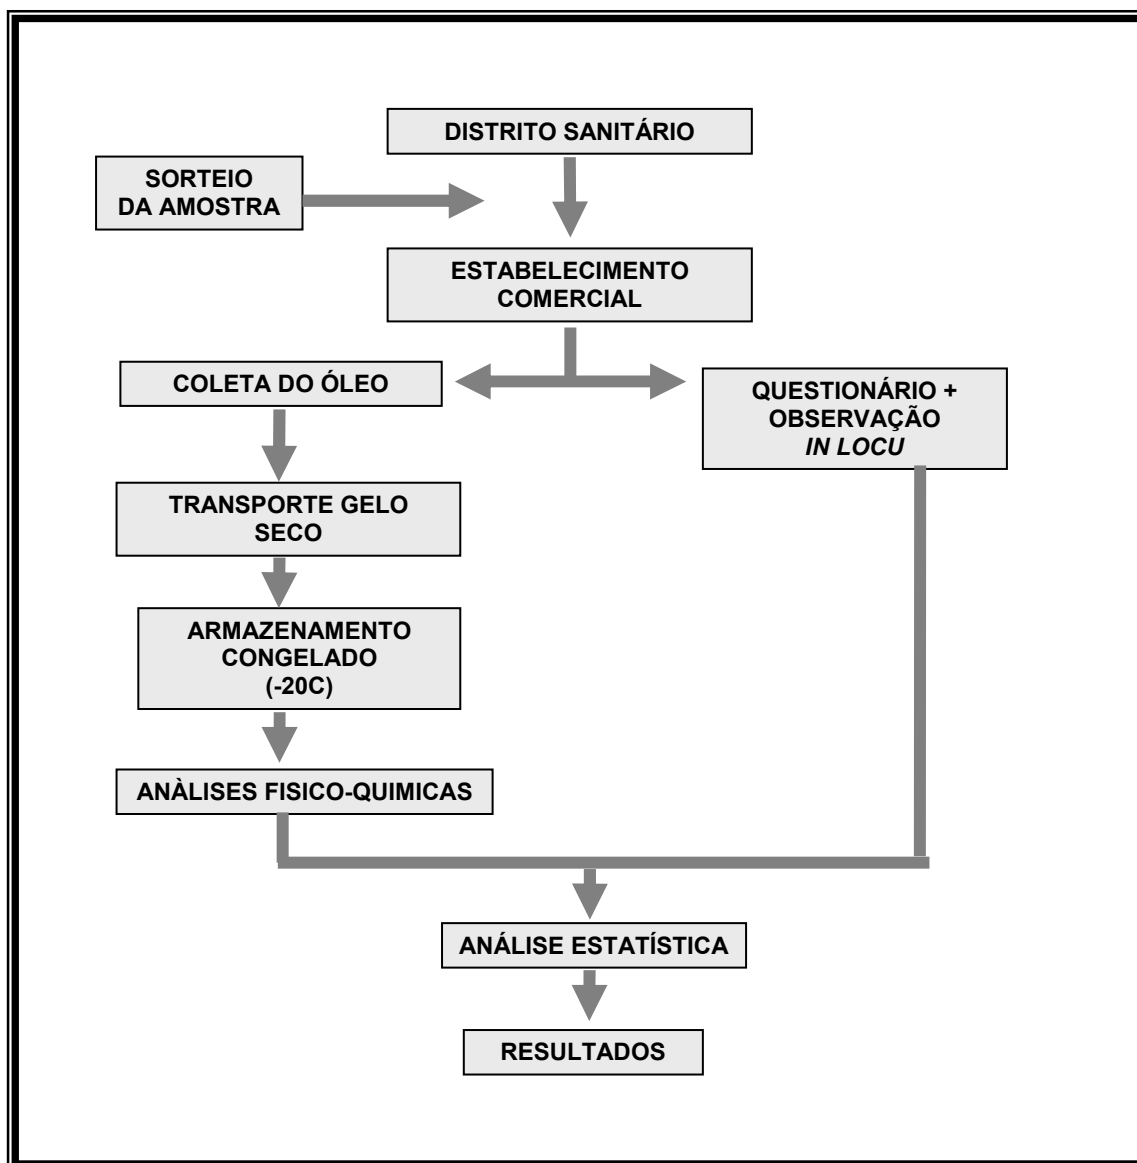 DISTRITO SANITÁRIO
SORTEIO
DA AMOSTRA
ESTABELECIMENTO
COMERCIAL
COLETA DO ÓLEO
QUESTIONÁRIO +
OBSERVAÇÃO
IN LOCU
TRANSPORTE GELO
SECO
ARMAZENAMENTO
CONGELADO
(-20C)
ANÀLISES FISICO-QUIMICAS
ANÁLISE ESTATÍSTICA
RESULTADOS